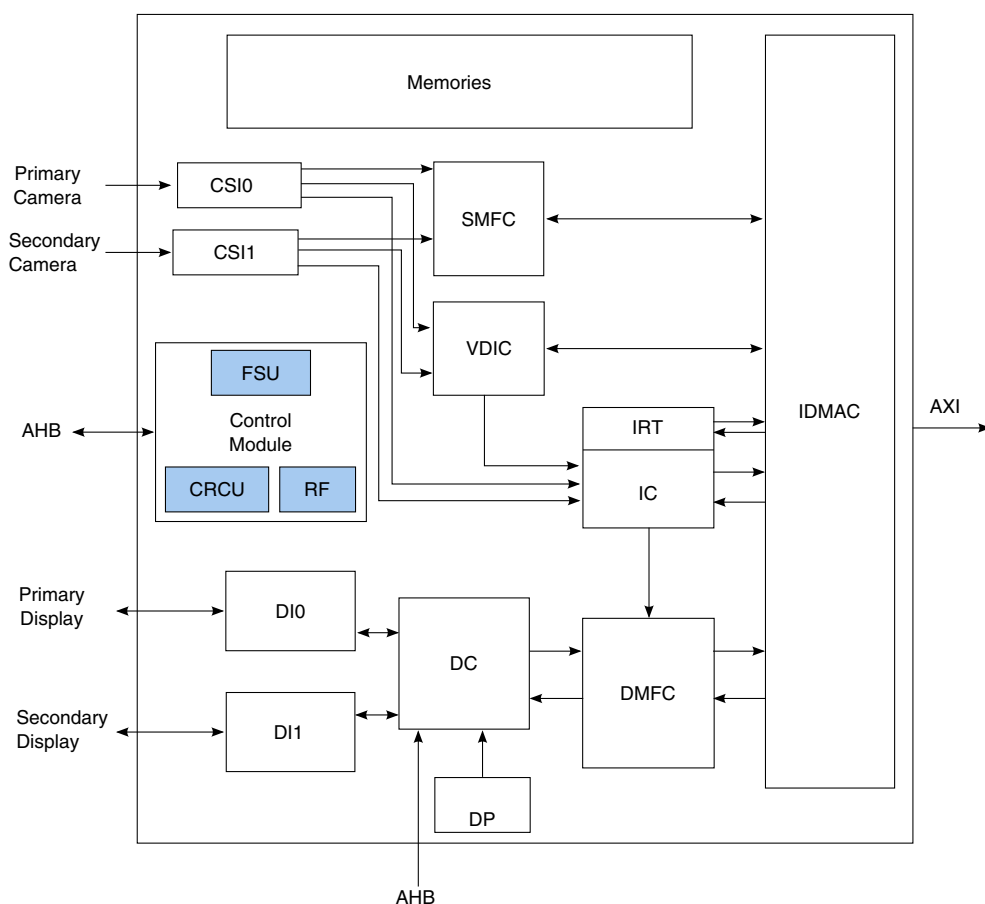 Memories
Primary
Camera
CSI0
SMFC
Secondary
Camera
CSI1
VDIC
IDMAC
AXI
FSU
Control
Module
AHB
CRCU
RF
IRT
IC
Primary
Display
DI0
DC
DMFC
Secondary
Display
DI1
DP
AHB